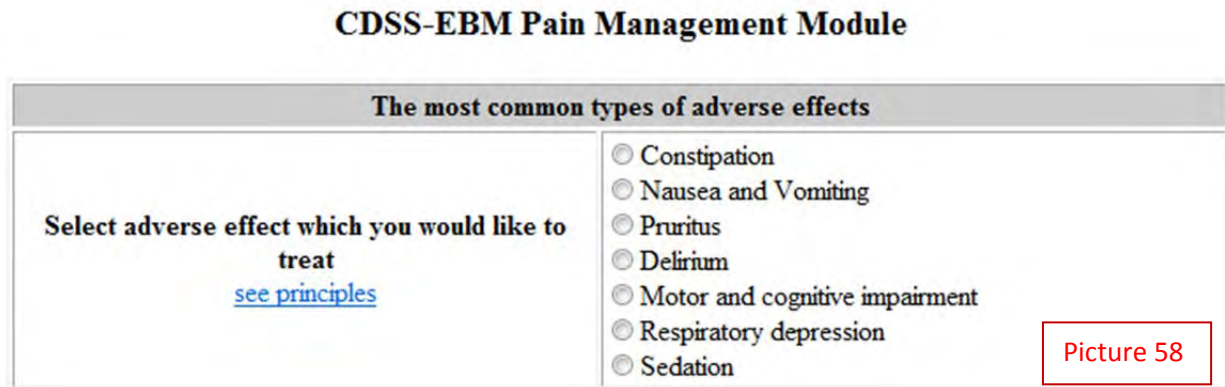 CDSS-EBM Pain Management Module
The most common types of adverse effects
Select adverse effect which you would like to
treat
see principles
Constipation
Nausea and Vomiting
Pruritus
Delirium
Motor and cognitive impairment
Respiratory depression
Sedation
Picture 58